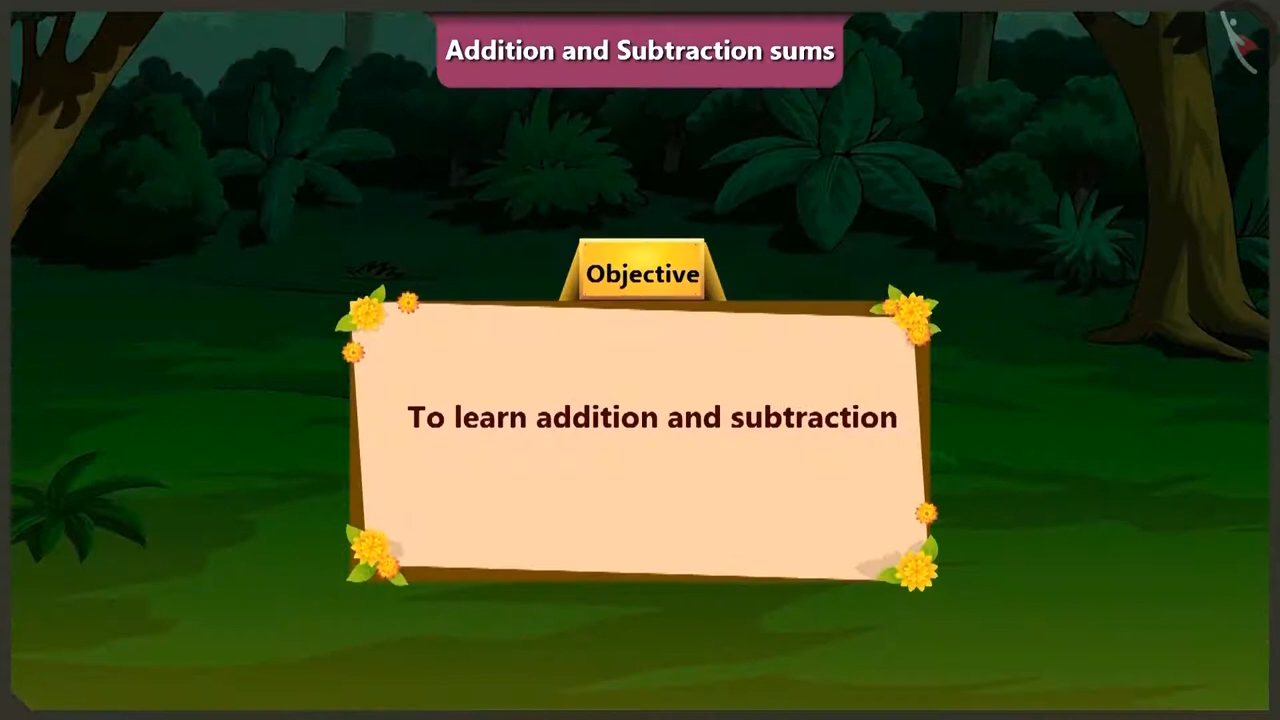 Addition and Subtraction sums
Objective
To learn addition and subtraction